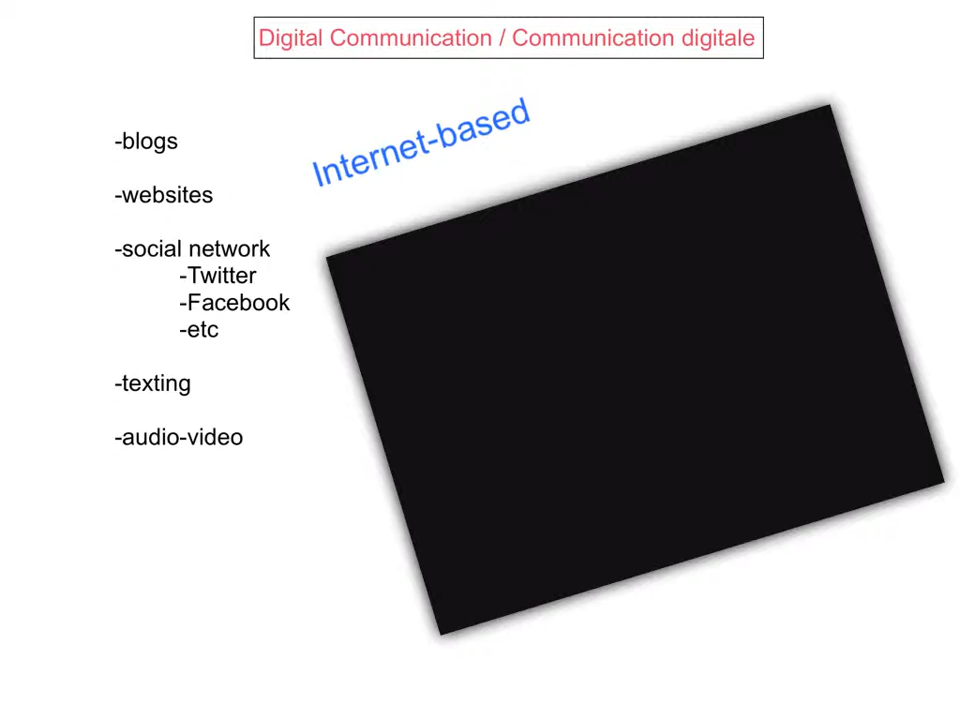 Digital Communication / Communication digitale
Internet-based
-blogs
-websites
-social network
-Twitter
-Facebook
-etc
-texting
-audio-video